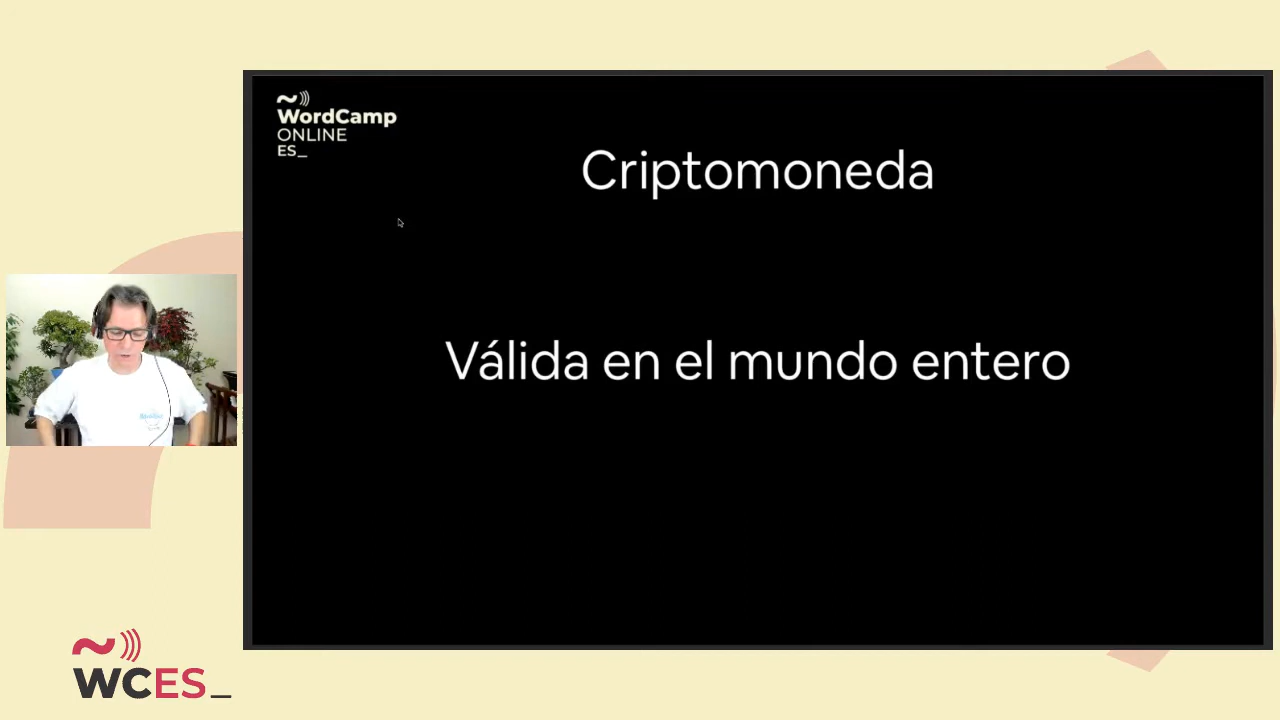 WordCamp
ONLINE
ES_
Criptomoneda
Válida en el mundo entero
WCES_